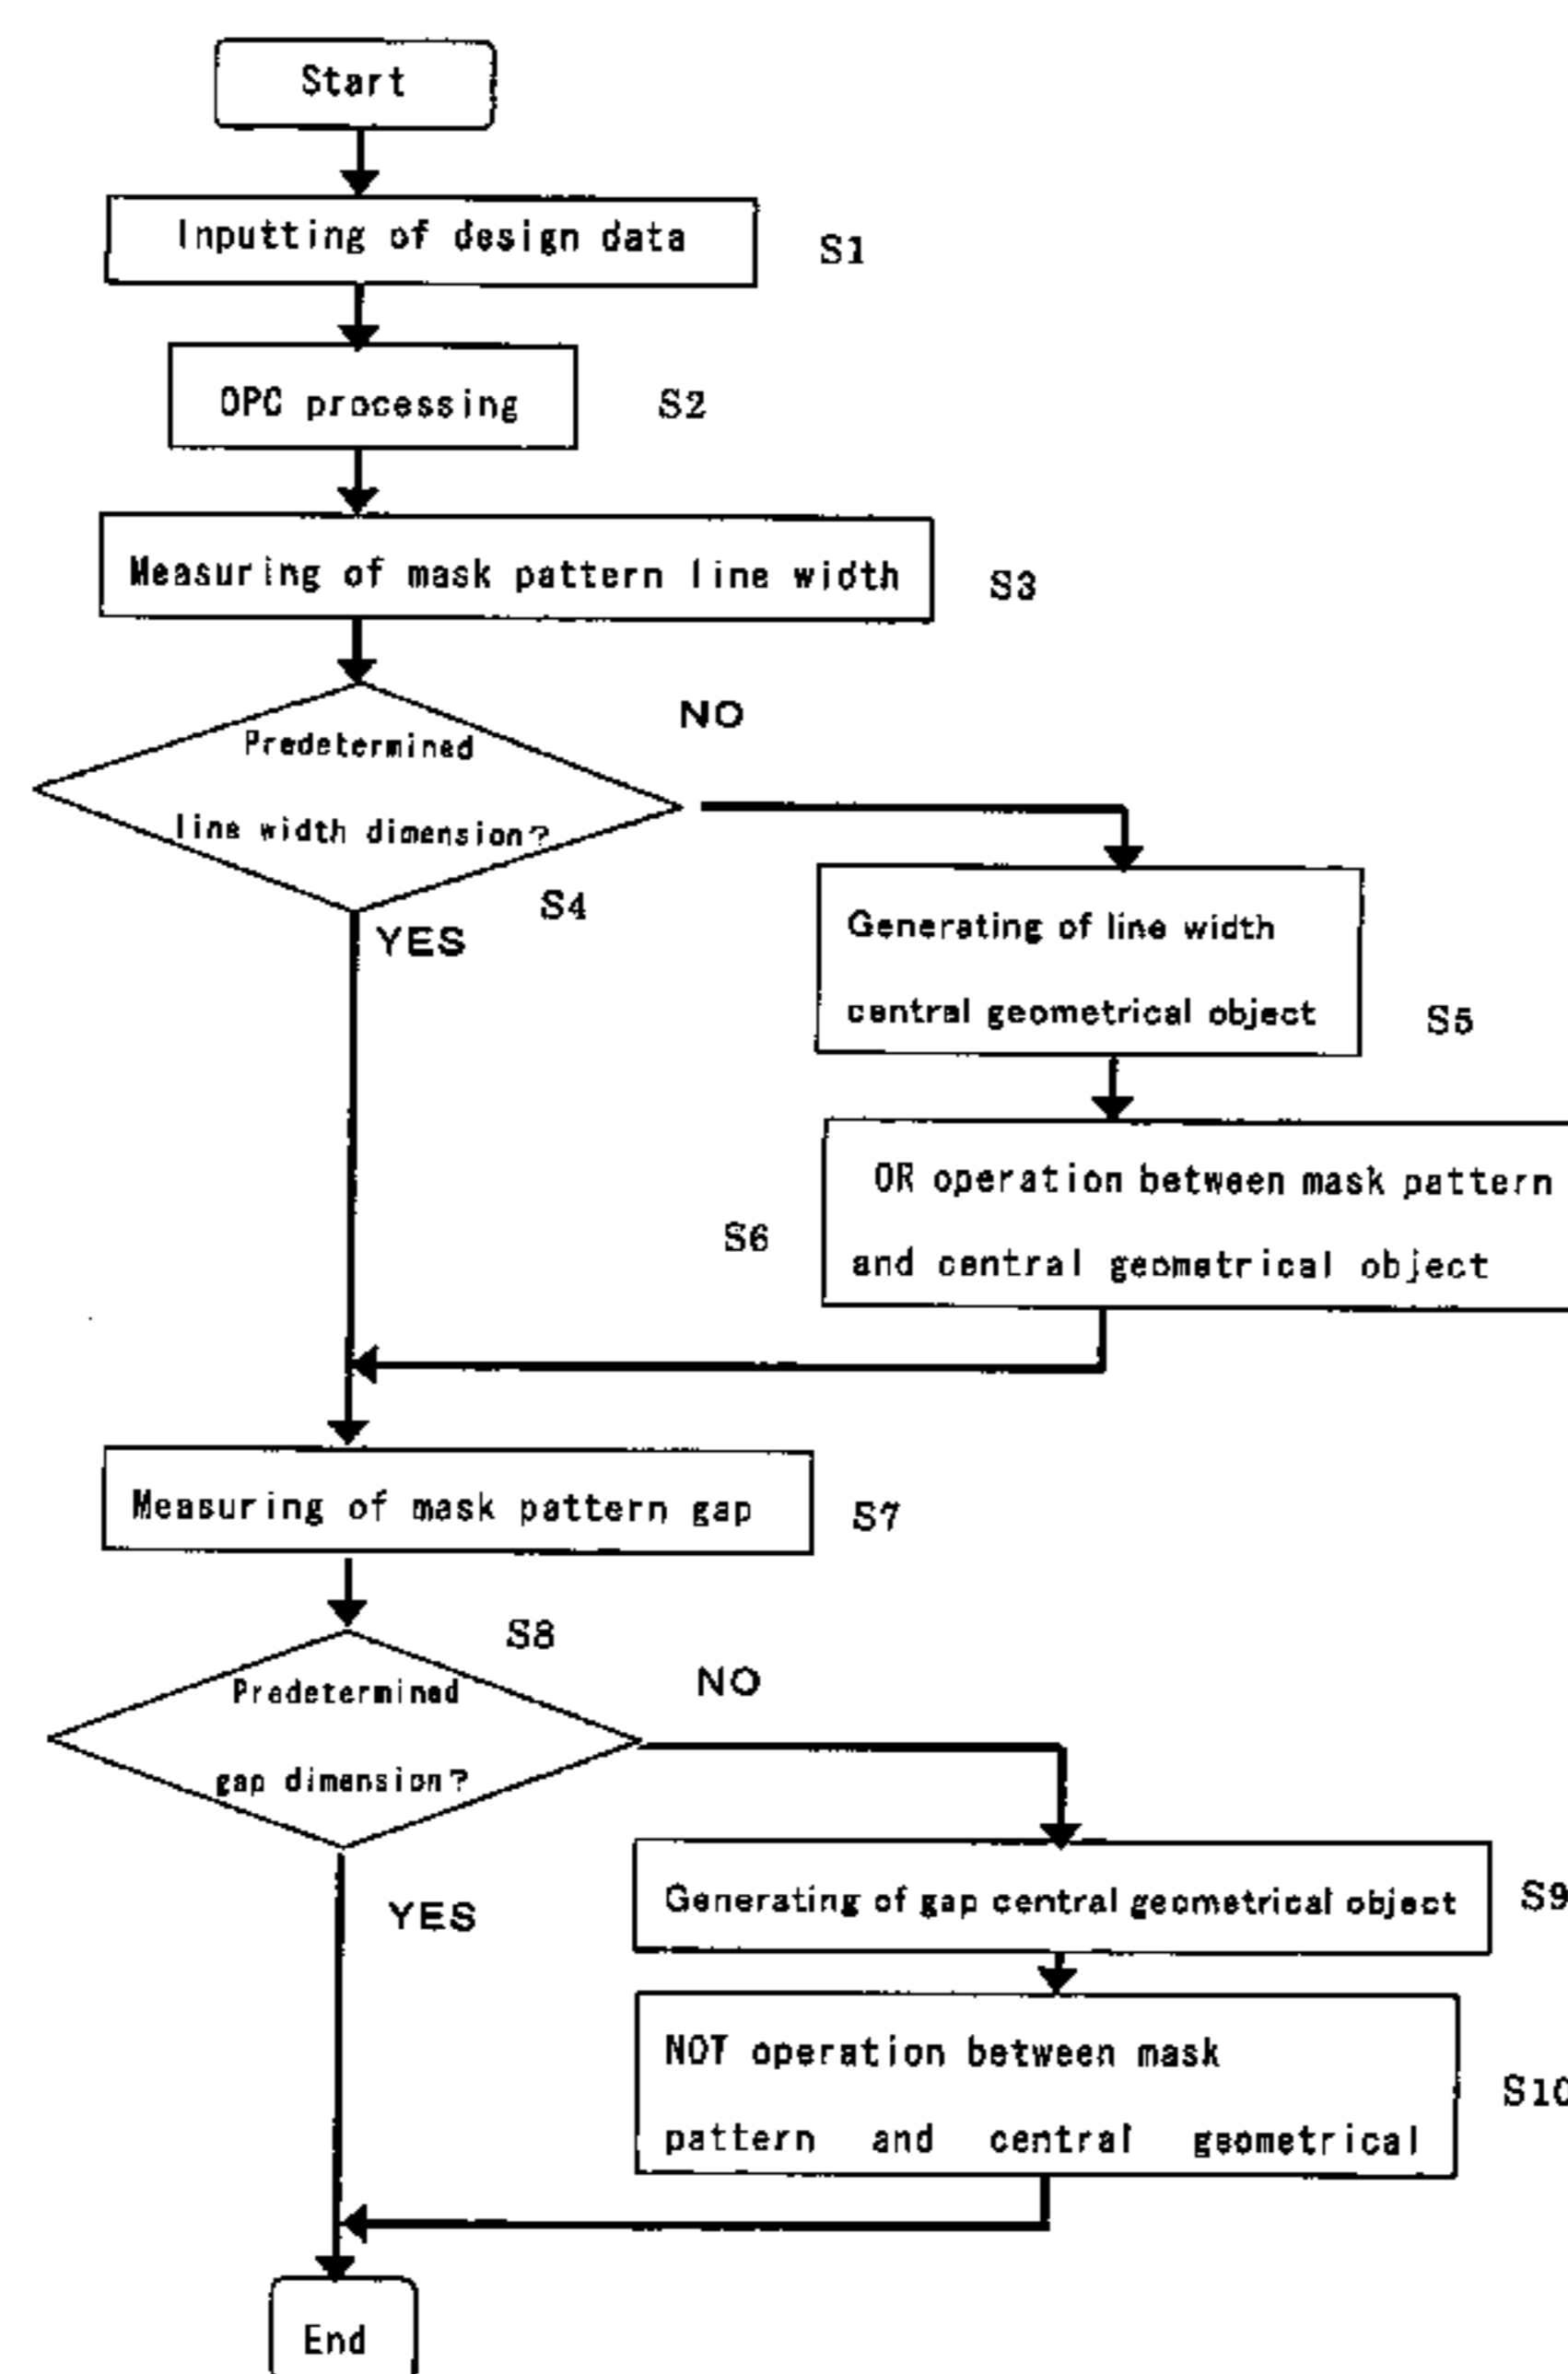 Start
Inputting of design data
S1
OPC processing
S2
Measuring of mask pattern line width
S3
NO
Predetermined
line width dimension?
S4
YES
Generating of line width
central geometrical object
S5
OR operation between mask pattern
and central geometrical object
S6
Measuring of mask pattern gap
S7
S8
NO
Predetermined
gap dimension?
YES
Generating of gap central geometrical object
S9
NOT operation between mask
pattern and central geometrical
S10
End